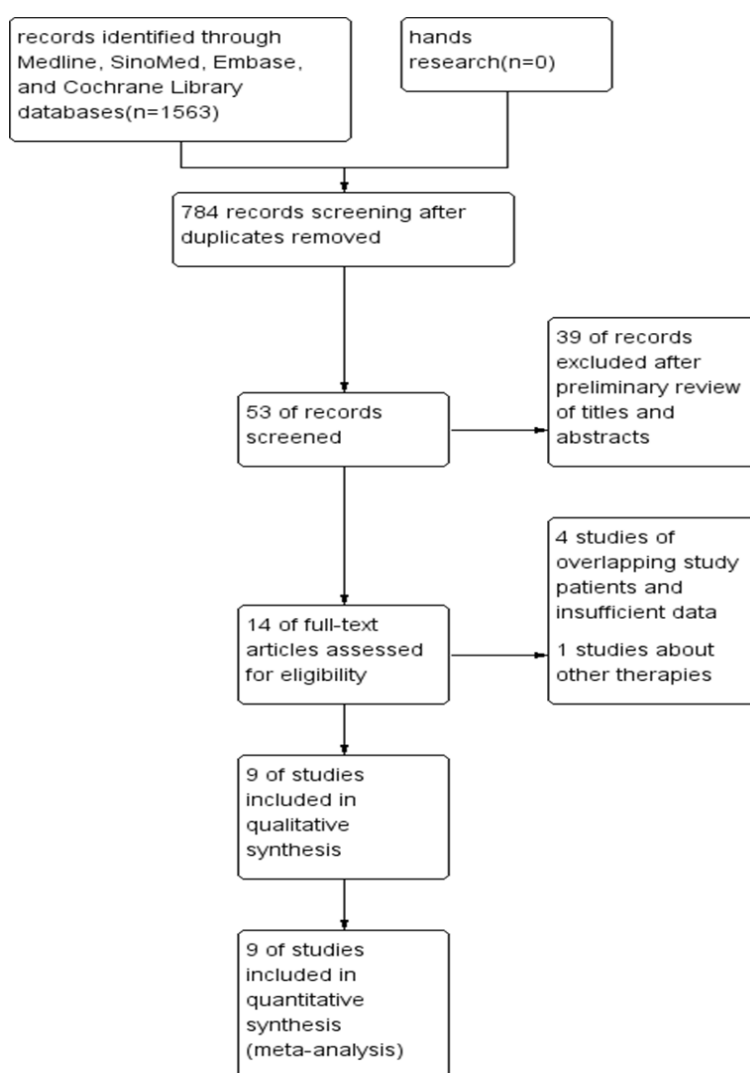 records identified through
Medline, SinoMed, Embase,
and Cochrane Library
databases(n=1563)
hands
research(n=0)
784 records screening after
duplicates removed
39 of records
excluded after
preliminary review
of titles and
abstracts
53 of records
screened
4 studies of
overlapping study
patients and
insufficient data
1 studies about
other therapies
14 of full-text
articles assessed
for eligibility
9 of studies
included in
qualitative
synthesis
9 of studies
included in
quantitative
synthesis
(meta-analysis)